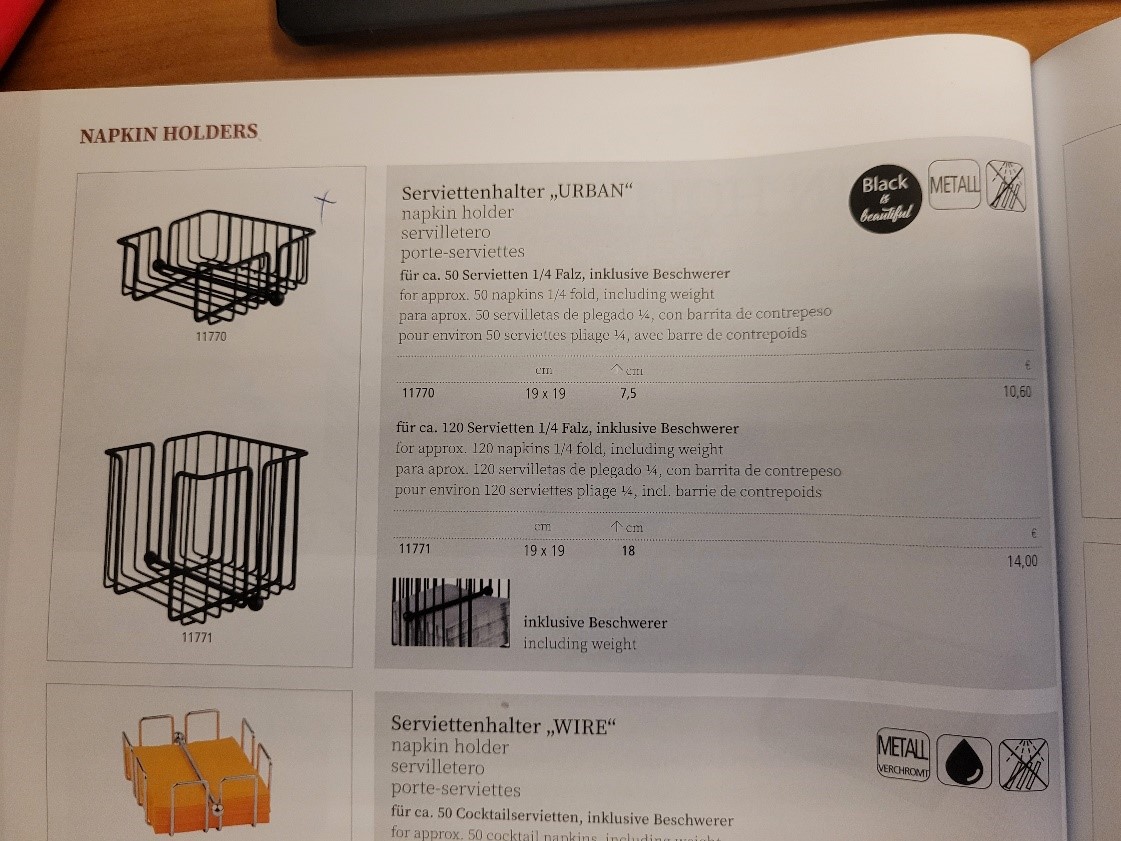 NAPKIN HOLDERS
11770
11771
Serviettenhalter „URBAN“
napkin holder
servilletero
porte-serviettes
Black
is
beautiful
METALL
für ca. 50 Servietten 1/4 Falz, inklusive Beschwerer
for approx. 50 napkins 1/4 fold, including weight
para aprox. 50 servilletas de plegado ¼, con barrita de contrepeso
pour environ 50 serviettes pliage ¼, avec barre de contrepoids
cm ↑cm €
11770 19 x 19 7,5 10,60
für ca. 120 Servietten 1/4 Falz, inklusive Beschwerer
for approx. 120 napkins 1/4 fold, including weight
para aprox. 120 servilletas de plegado ¼, con barrita de contrepeso
pour environ 120 serviettes pliage ¼, incl. barrie de contrepoids
cm ↑cm €
11771 19 x 19 18 14,00
inklusive Beschwerer
including weight
Serviettenhalter „WIRE“
napkin holder
servilletero
porte-serviettes
METALL
VERCHROMT
für ca. 50 Cocktailservietten, inklusive Beschwerer
for approx. 50 cocktail napkins, including weight